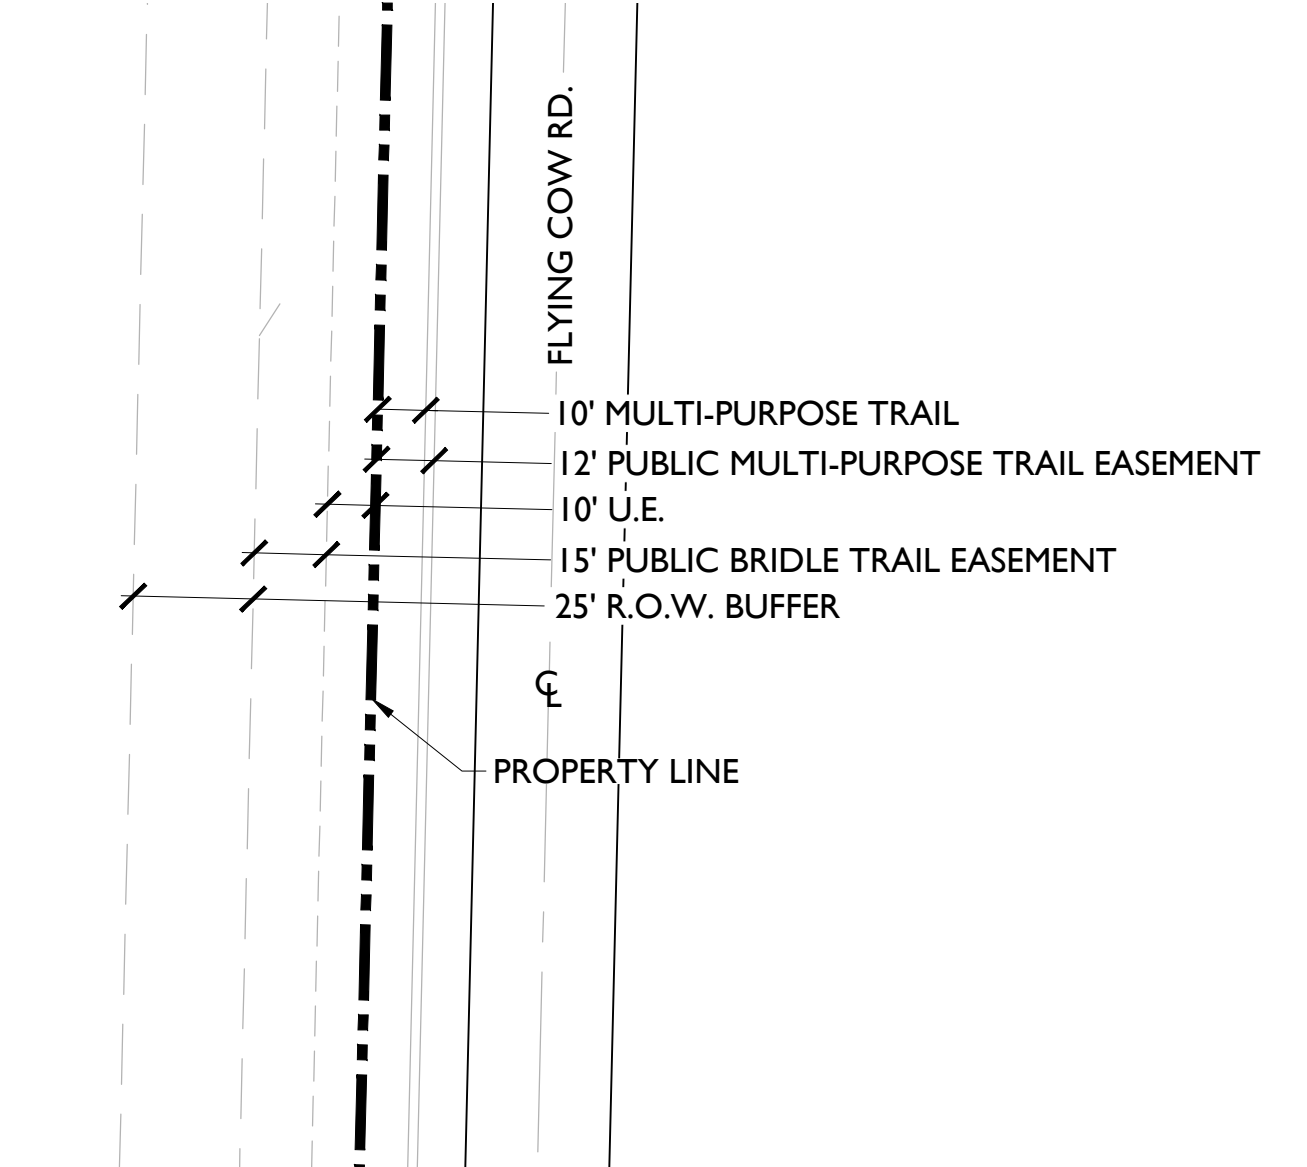 FLYING COW RD.
10' MULTI-PURPOSE TRAIL
12' PUBLIC MULTI-PURPOSE TRAIL EASEMENT
10' U.E.
15' PUBLIC BRIDLE TRAIL EASEMENT
25' R.O.W. BUFFER
℄
PROPERTY LINE